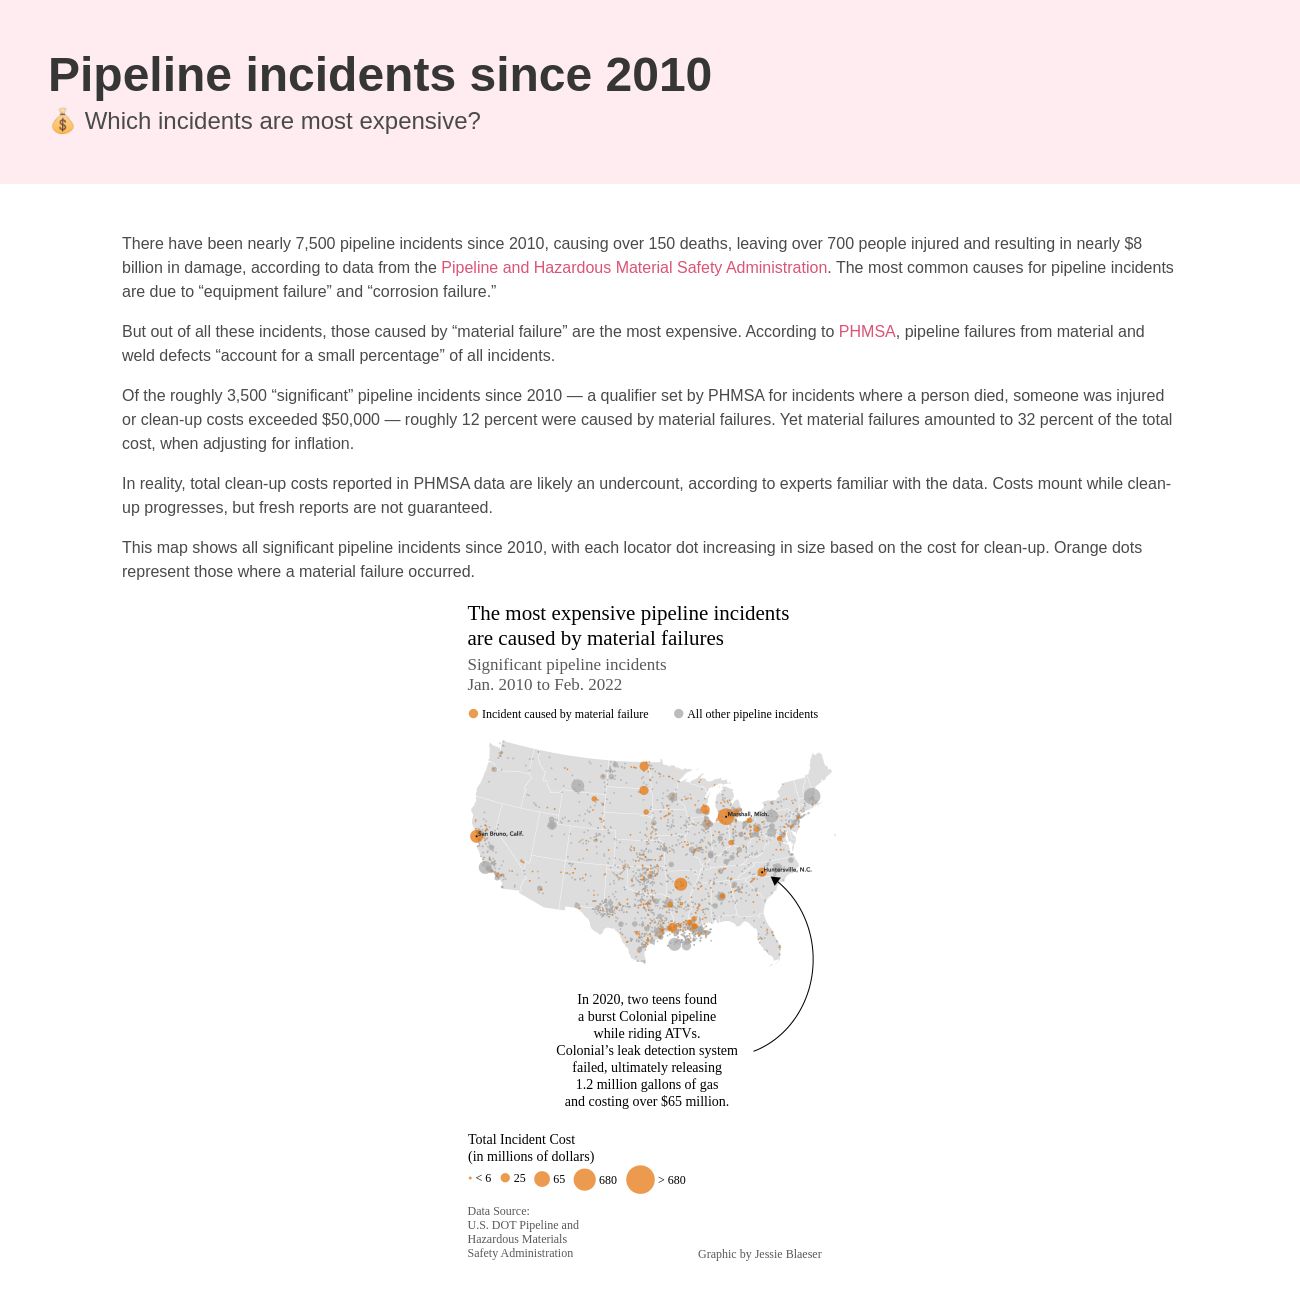 Pipeline incidents since 2010
💰 Which incidents are most expensive?
There have been nearly 7,500 pipeline incidents since 2010, causing over 150 deaths, leaving over 700 people injured and resulting in nearly $8
billion in damage, according to data from the Pipeline and Hazardous Material Safety Administration. The most common causes for pipeline incidents
are due to “equipment failure” and “corrosion failure.”
But out of all these incidents, those caused by “material failure” are the most expensive. According to PHMSA, pipeline failures from material and
weld defects “account for a small percentage” of all incidents.
Of the roughly 3,500 “significant” pipeline incidents since 2010 — a qualifier set by PHMSA for incidents where a person died, someone was injured
or clean-up costs exceeded $50,000 — roughly 12 percent were caused by material failures. Yet material failures amounted to 32 percent of the total
cost, when adjusting for inflation.
In reality, total clean-up costs reported in PHMSA data are likely an undercount, according to experts familiar with the data. Costs mount while clean-
up progresses, but fresh reports are not guaranteed.
This map shows all significant pipeline incidents since 2010, with each locator dot increasing in size based on the cost for clean-up. Orange dots
represent those where a material failure occurred.
The most expensive pipeline incidents
are caused by material failures
Significant pipeline incidents
Jan. 2010 to Feb. 2022
Incident caused by material failure All other pipeline incidents
Marshall, Mich.
San Bruno, Calif.
Huntersville, N.C.
In 2020, two teens found
a burst Colonial pipeline
while riding ATVs.
Colonial’s leak detection system
failed, ultimately releasing
1.2 million gallons of gas
and costing over $65 million.
Total Incident Cost
(in millions of dollars)
< 6 25 65 680 > 680
Data Source:
U.S. DOT Pipeline and
Hazardous Materials
Safety Administration
Graphic by Jessie Blaeser